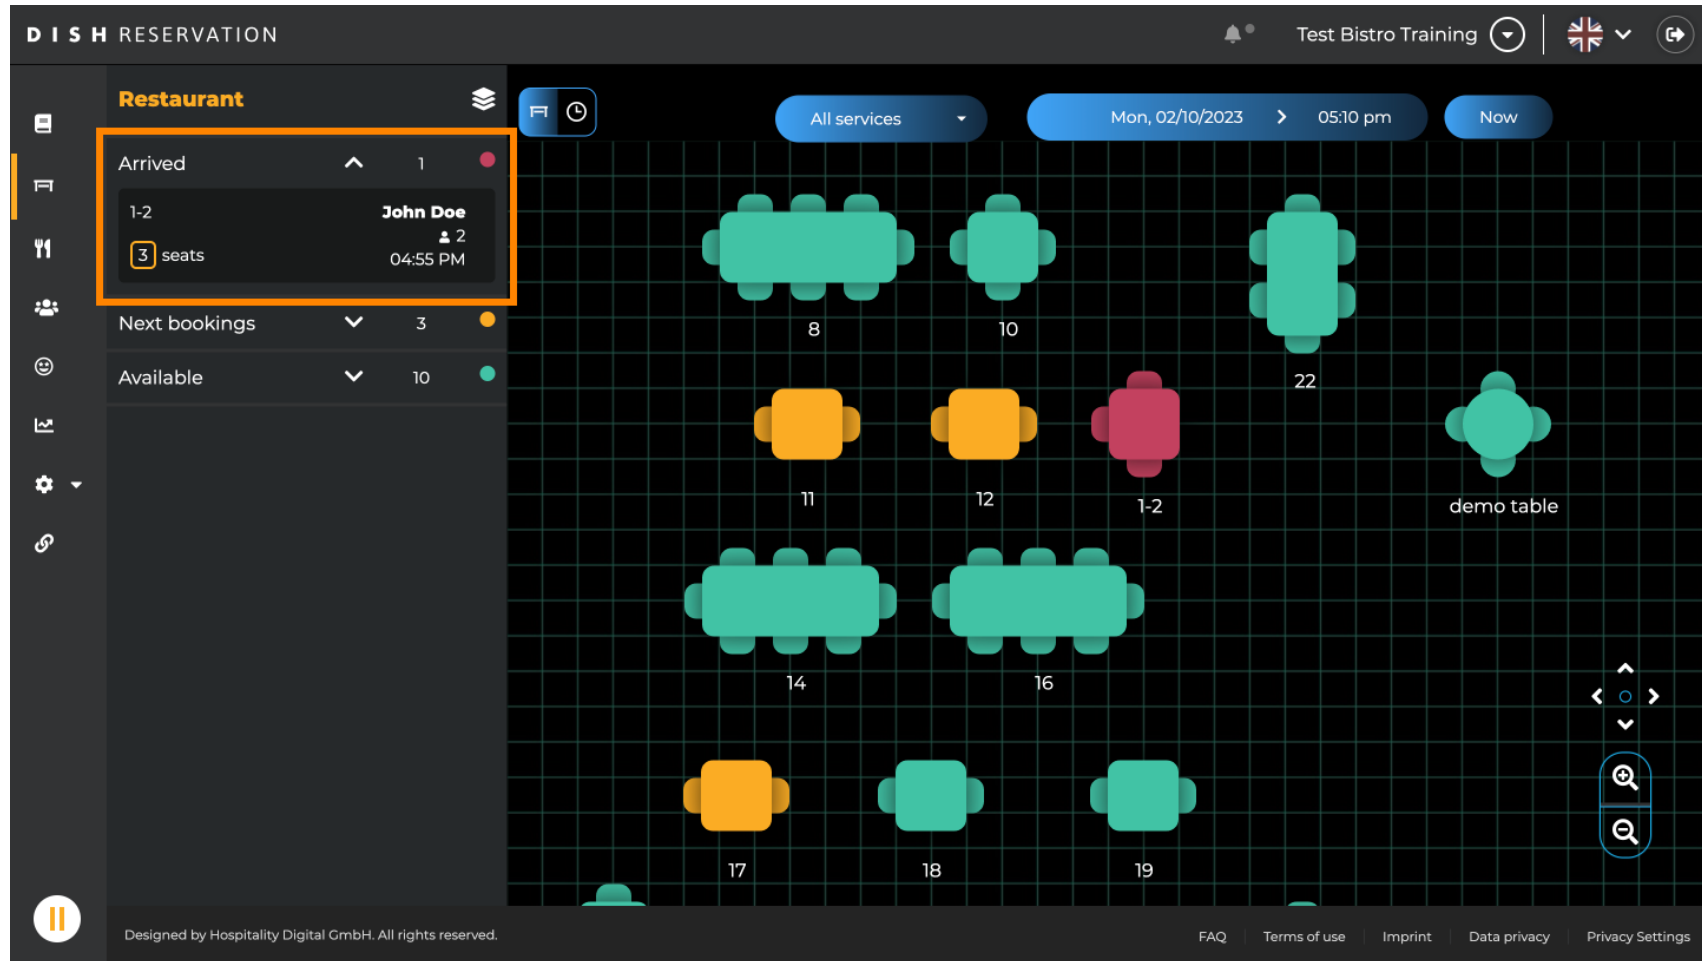 DISH RESERVATION
Test Bistro Training
Restaurant
All services
Mon, 02/10/2023
05:10 pm
Now
Arrived 1
1-2 John Doe
2
3 seats 04:55 PM
Next bookings 3
Available 10
8
10
22
11
12
1-2
demo table
14
16
17
18
19
Designed by Hospitality Digital GmbH. All rights reserved.
FAQ
Terms of use
Imprint
Data privacy
Privacy Settings